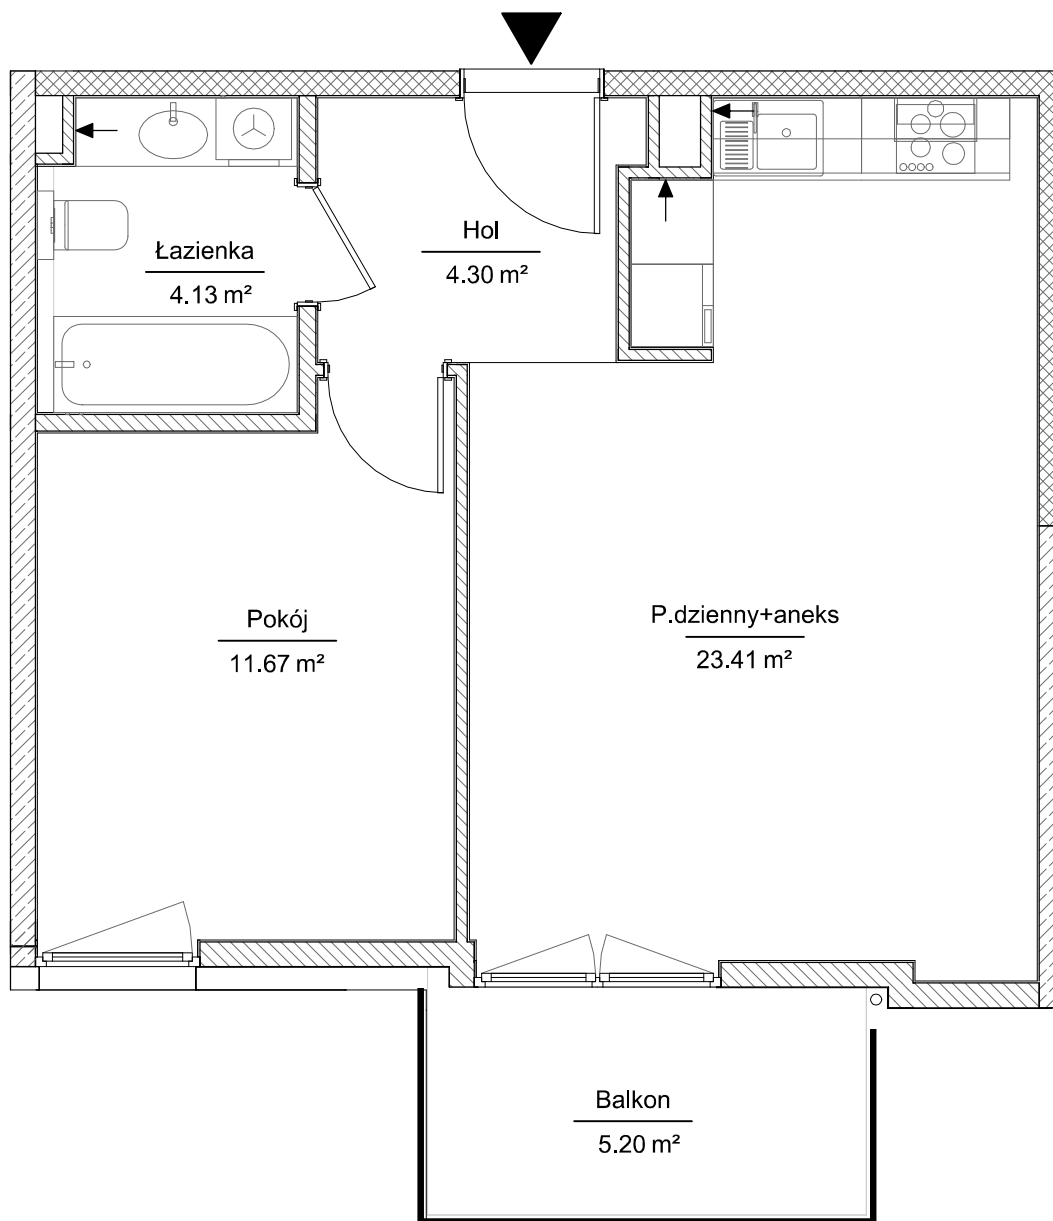 Hol
4.30 m²
Łazienka
4.13 m²
Pokój
11.67 m²
P.dzienny+aneks
23.41 m²
Balkon
5.20 m²